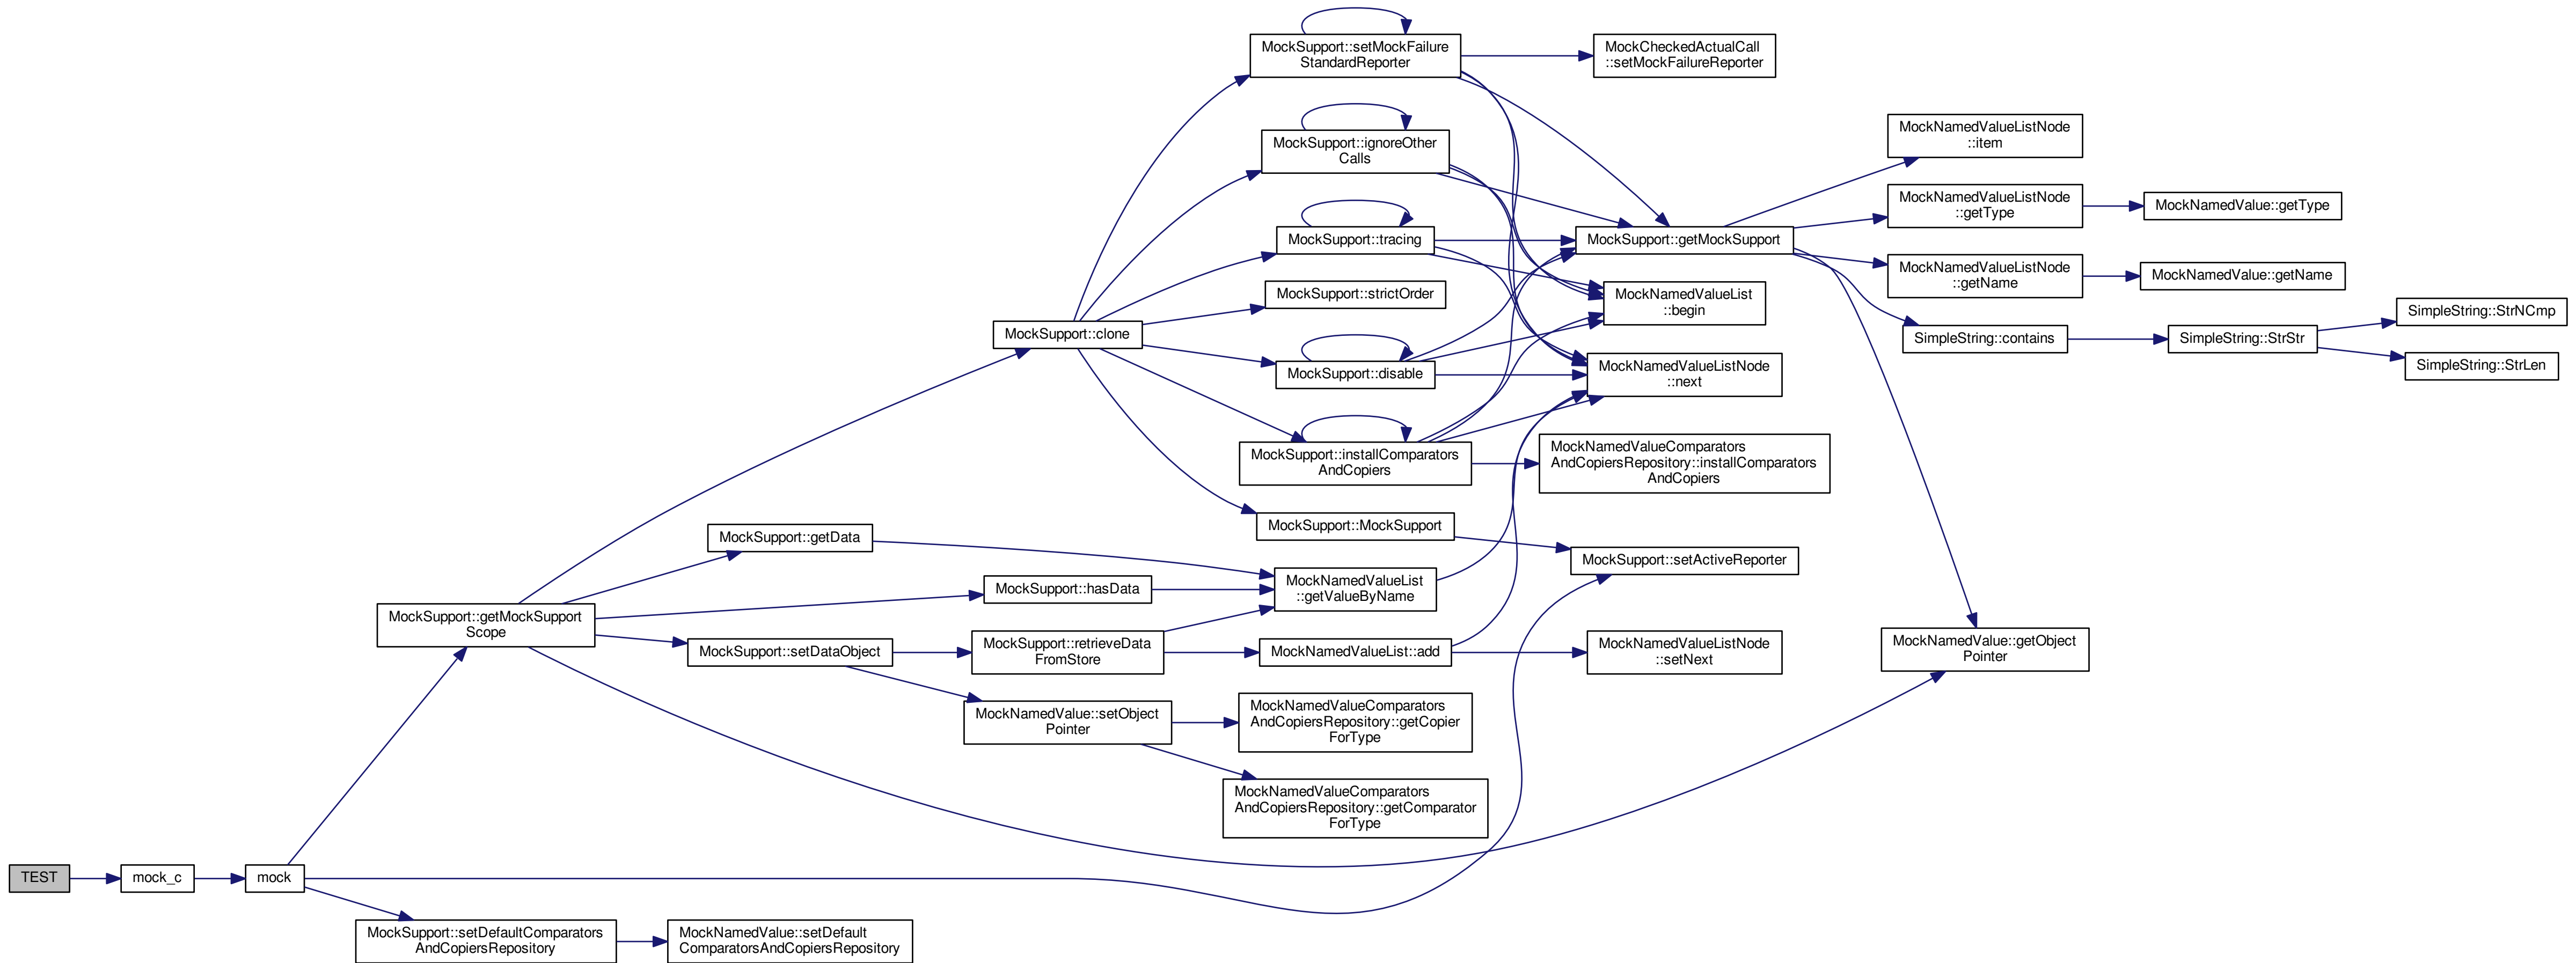 MockSupport::setMockFailure
StandardReporter
MockCheckedActualCall
::setMockFailureReporter
MockSupport::ignoreOther
Calls
MockNamedValueListNode
::item
MockSupport::tracing
MockSupport::getMockSupport
MockNamedValueListNode
::getType
MockNamedValue::getType
MockNamedValueListNode
::getName
MockNamedValue::getName
MockSupport::strictOrder
MockNamedValueList
::begin
MockSupport::clone
SimpleString::contains
SimpleString::StrStr
SimpleString::StrNCmp
SimpleString::StrLen
MockSupport::disable
MockNamedValueListNode
::next
MockSupport::installComparators
AndCopiers
MockNamedValueComparators
AndCopiersRepository::installComparators
AndCopiers
MockSupport::MockSupport
MockSupport::getData
MockSupport::setActiveReporter
MockSupport::hasData
MockNamedValueList
::getValueByName
MockSupport::getMockSupport
Scope
MockSupport::setDataObject
MockSupport::retrieveData
FromStore
MockNamedValueList::add
MockNamedValueListNode
::setNext
MockNamedValue::getObject
Pointer
MockNamedValue::setObject
Pointer
MockNamedValueComparators
AndCopiersRepository::getCopier
ForType
MockNamedValueComparators
AndCopiersRepository::getComparator
ForType
TEST
mock_c
mock
MockSupport::setDefaultComparators
AndCopiersRepository
MockNamedValue::setDefault
ComparatorsAndCopiersRepository